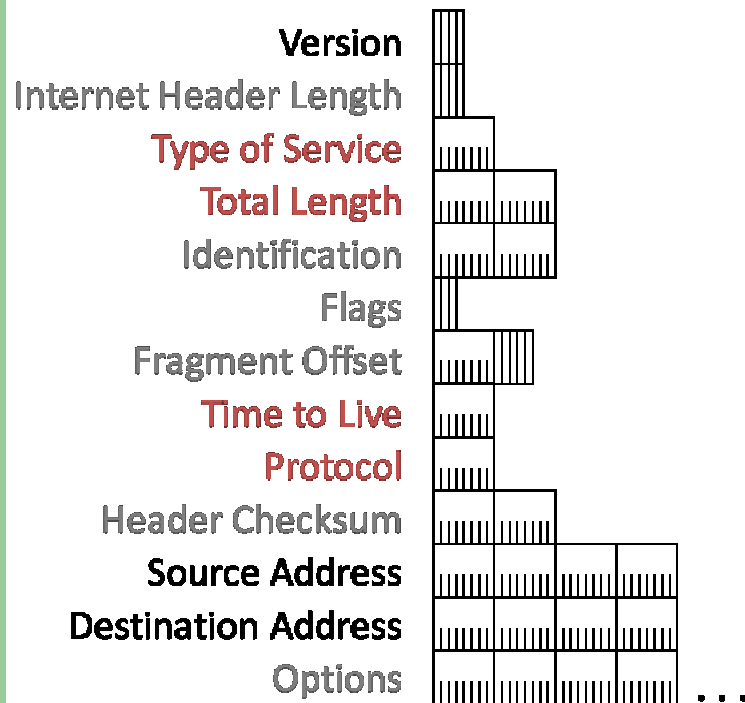 Version
Internet Header Length
Type of Service
Total Length
Identification
Flags
Fragment Offset
Time to Live
Protocol
Header Checksum
Source Address
Destination Address
Options ...